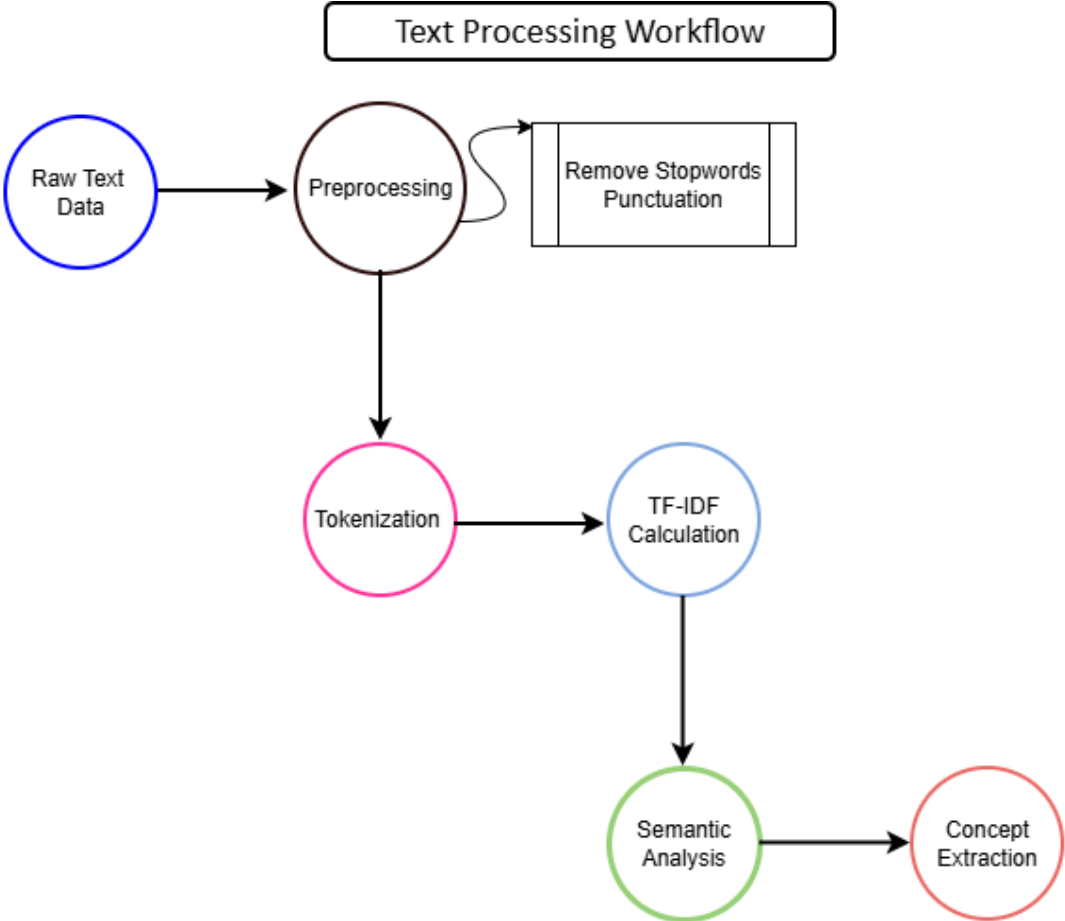 Text Processing Workflow
Raw Text
Data
Preprocessing
Remove Stopwords
Punctuation
Tokenization
TF-IDF
Calculation
Semantic
Analysis
Concept
Extraction